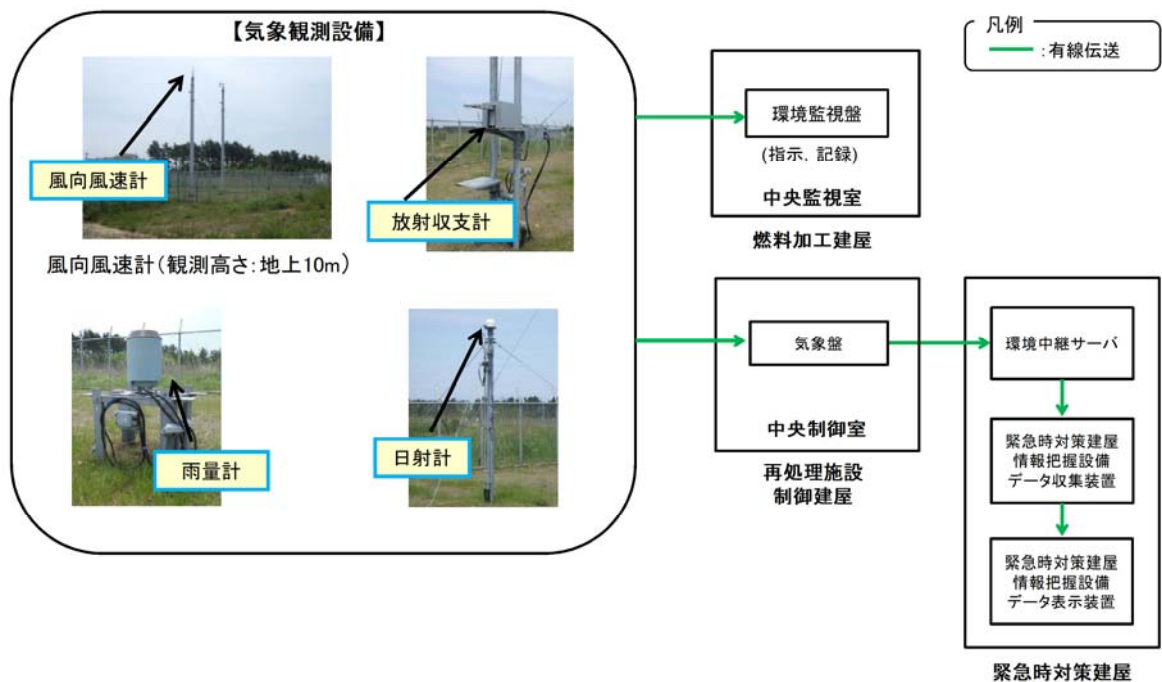 【気象観測設備】
風向風速計
放射収支計
風向風速計(観測高さ:地上10m)
雨量計
日射計
凡例
:有線伝送
環境監視盤
(指示，記録)
中央監視室
燃料加工建屋
気象盤
中央制御室
再処理施設
制御建屋
環境中継サーバ
緊急時対策建屋
情報把握設備
データ収集装置
緊急時対策建屋
情報把握設備
データ表示装置
緊急時対策建屋